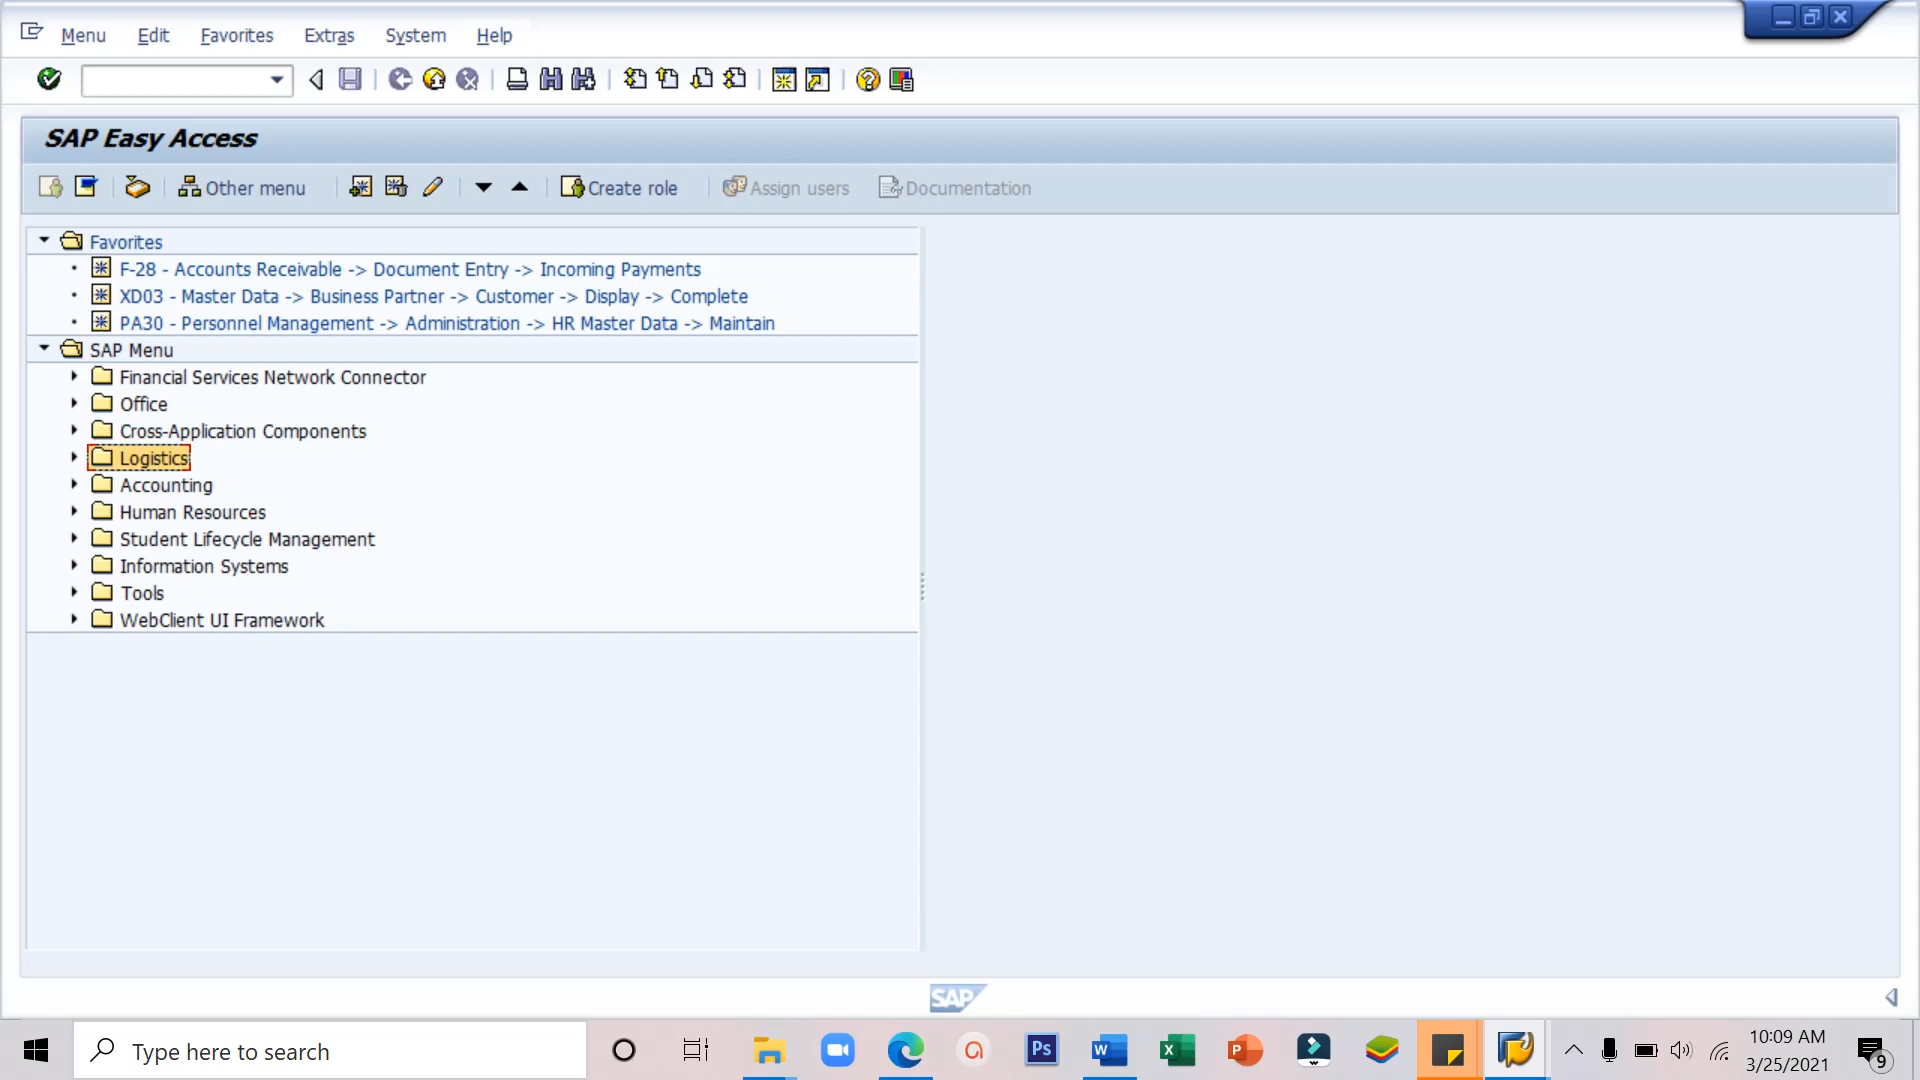 Menu Edit Favorites Extras System Help
SAP Easy Access
Other menu Create role Assign users Documentation
Favorites
F-28 - Accounts Receivable -> Document Entry -> Incoming Payments
XD03 - Master Data -> Business Partner -> Customer -> Display -> Complete
PA30 - Personnel Management -> Administration -> HR Master Data -> Maintain
SAP Menu
Financial Services Network Connector
Office
Cross-Application Components
Logistics
Accounting
Human Resources
Student Lifecycle Management
Information Systems
Tools
WebClient UI Framework
SAP
Type here to search
Ps
W
X
P
10:09 AM
3/25/2021
9